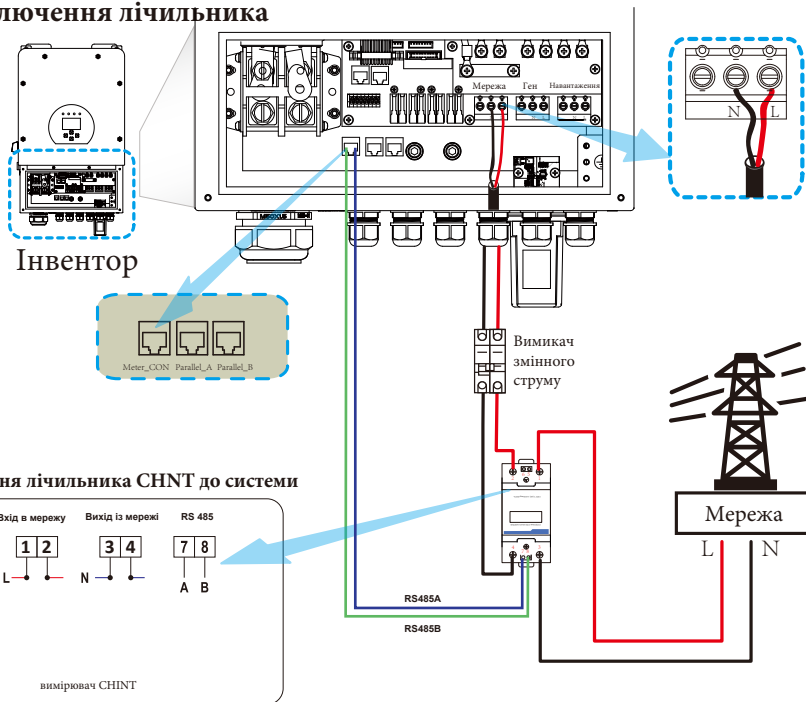 лючення лічильника
Мережа Ген Навантаження
N L
Інвентор
Meter_CON Parallel_A Parallel_B
Вимикач
змінного
струму
ня лічильника CHNT до системи
Вхід в мережу Вихід із мережі RS 485
1 2 3 4 7 8
L N A B
Мережа
L N
RS485A
RS485B
вимірювач CHINT